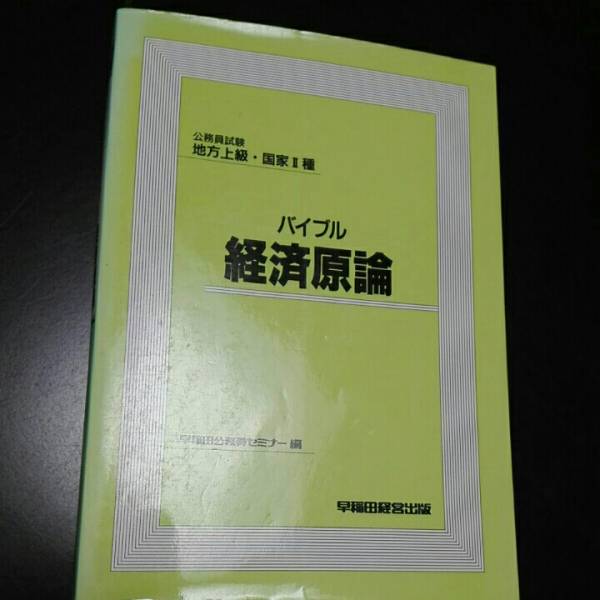 公務員試験
地方上級・国家Ⅱ種
バイブル
経済原論
早稲田公務員セミナー 編
早稲田経営出版